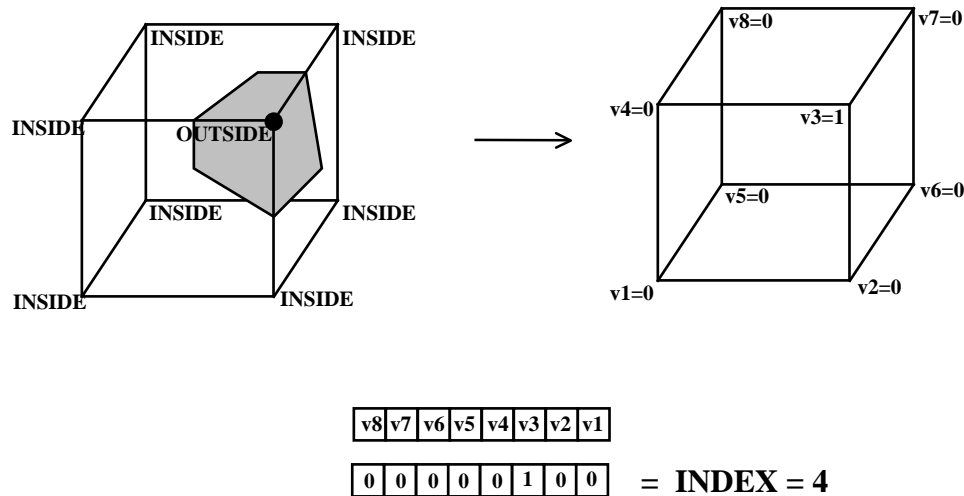 INSIDE INSIDE
v8=0 v7=0
INSIDE OUTSIDE
v4=0 v3=1
INSIDE INSIDE
v5=0 v6=0
INSIDE INSIDE
v1=0 v2=0
v8 v7 v6 v5 v4 v3 v2 v1
0 0 0 0 0 1 0 0 = INDEX = 4